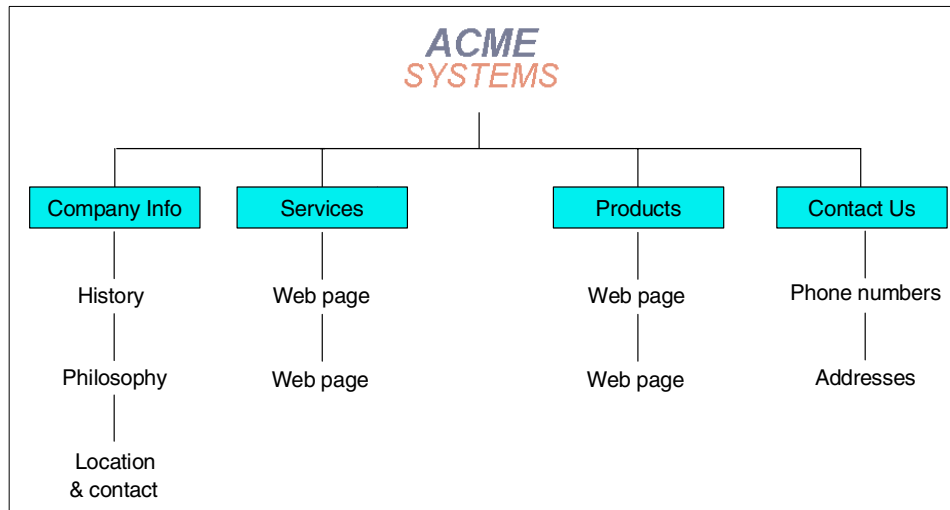 ACME
SYSTEMS
Company Info
Services
Products
Contact Us
History
Web page
Web page
Phone numbers
Philosophy
Web page
Web page
Addresses
Location
& contact